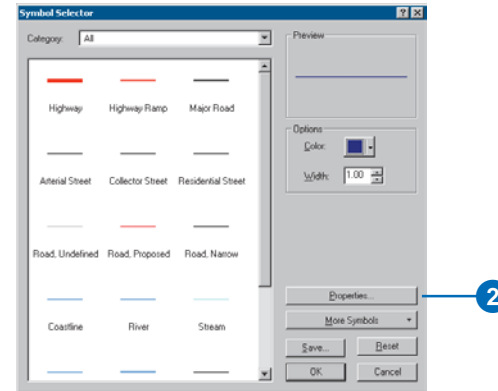 Symbol Selector
Category: All
Preview
Highway Highway Ramp Major Road
Options
Color:
Width: 1.00
Arterial Street Collector Street Residential Street
Road, Undefined Road, Proposed Road, Narrow
Properties...
2
More Symbols
Coastline River Stream
Save... Reset
OK Cancel